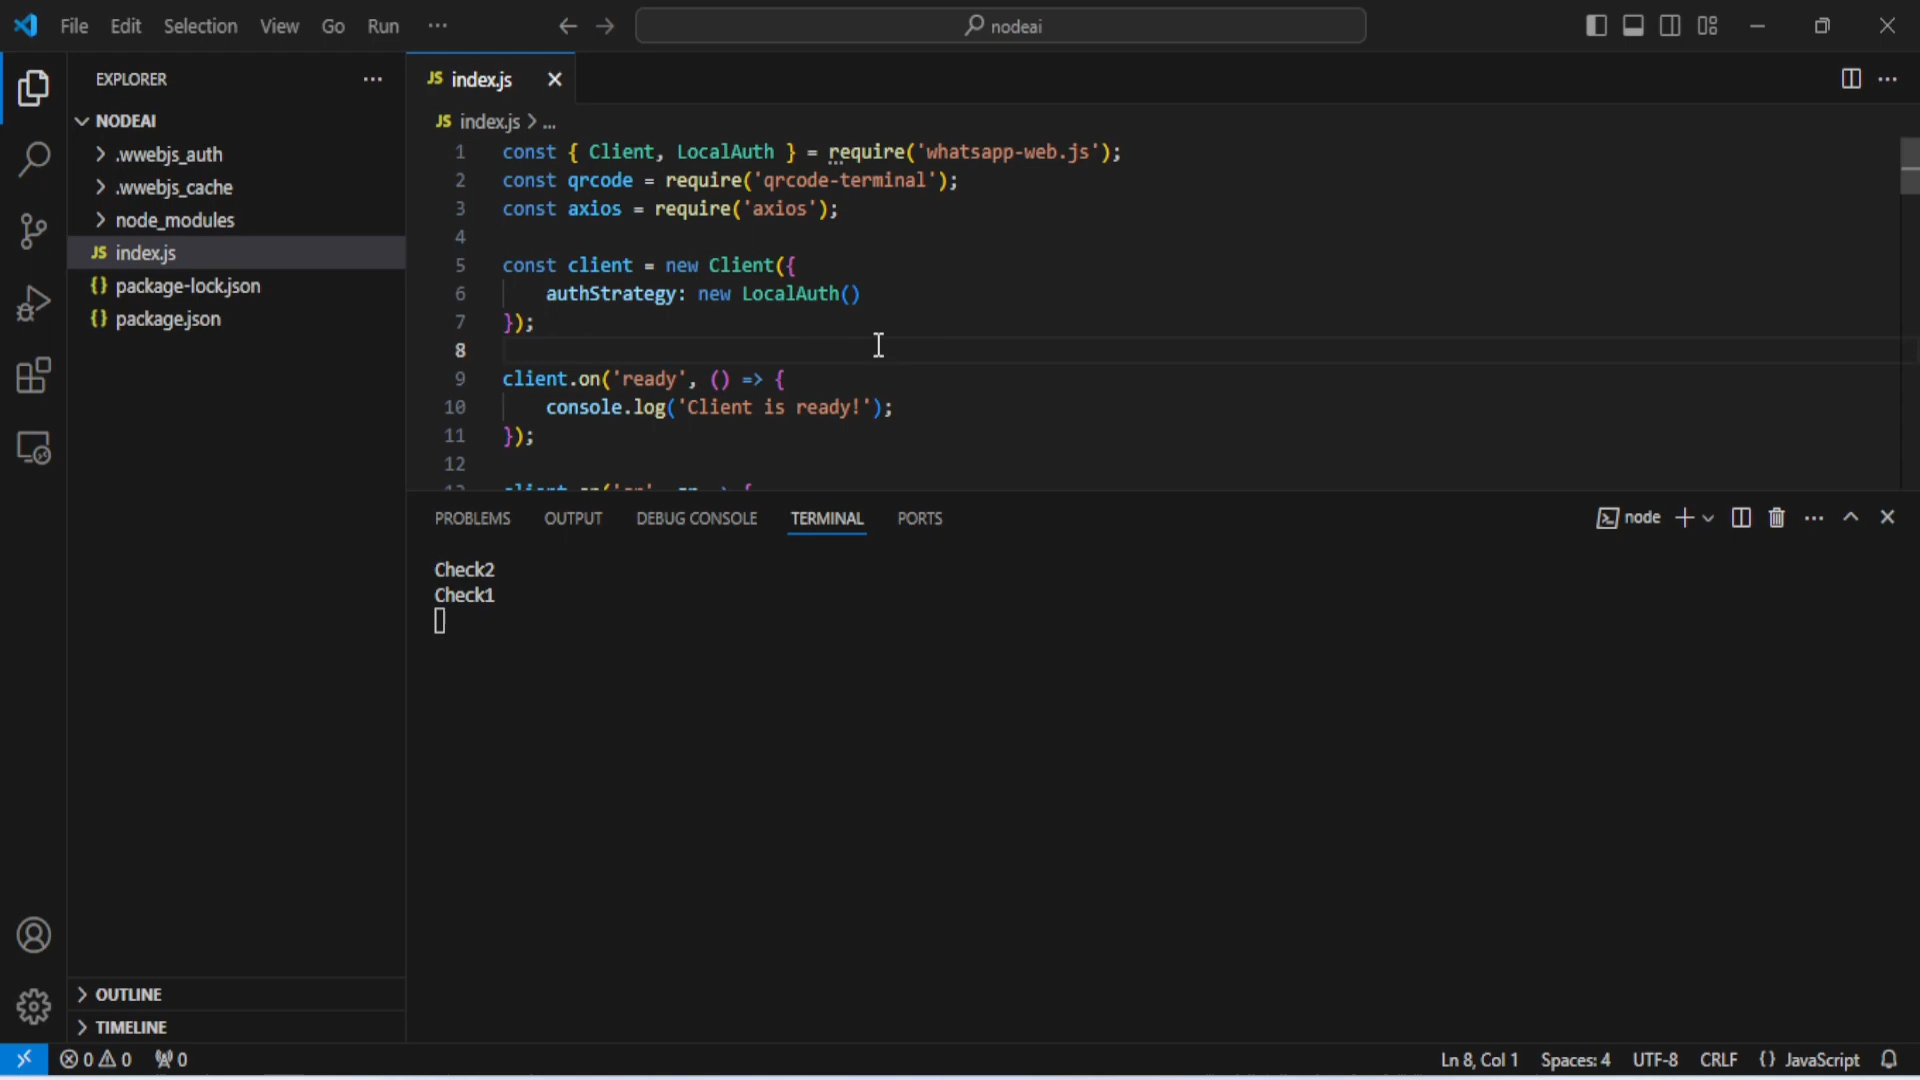 File Edit Selection View Go Run ···
nodeai
EXPLORER ···
NODEAI
.wwebjs_auth
.wwebjs_cache
node_modules
JS index.js
{} package-lock.json
{} package.json
OUTLINE
TIMELINE
JS index.js
JS index.js > ...
1 const { Client, LocalAuth } = require('whatsapp-web.js');
2 const qrcode = require('qrcode-terminal');
3 const axios = require('axios');
4
5 const client = new Client({
6 authStrategy: new LocalAuth()
7 });
8
9 client.on('ready', () => {
10 console.log('Client is ready!');
11 });
12
PROBLEMS OUTPUT DEBUG CONSOLE TERMINAL PORTS
node
Check2
Check1
0 0 0
Ln 8, Col 1 Spaces: 4 UTF-8 CRLF {} JavaScript